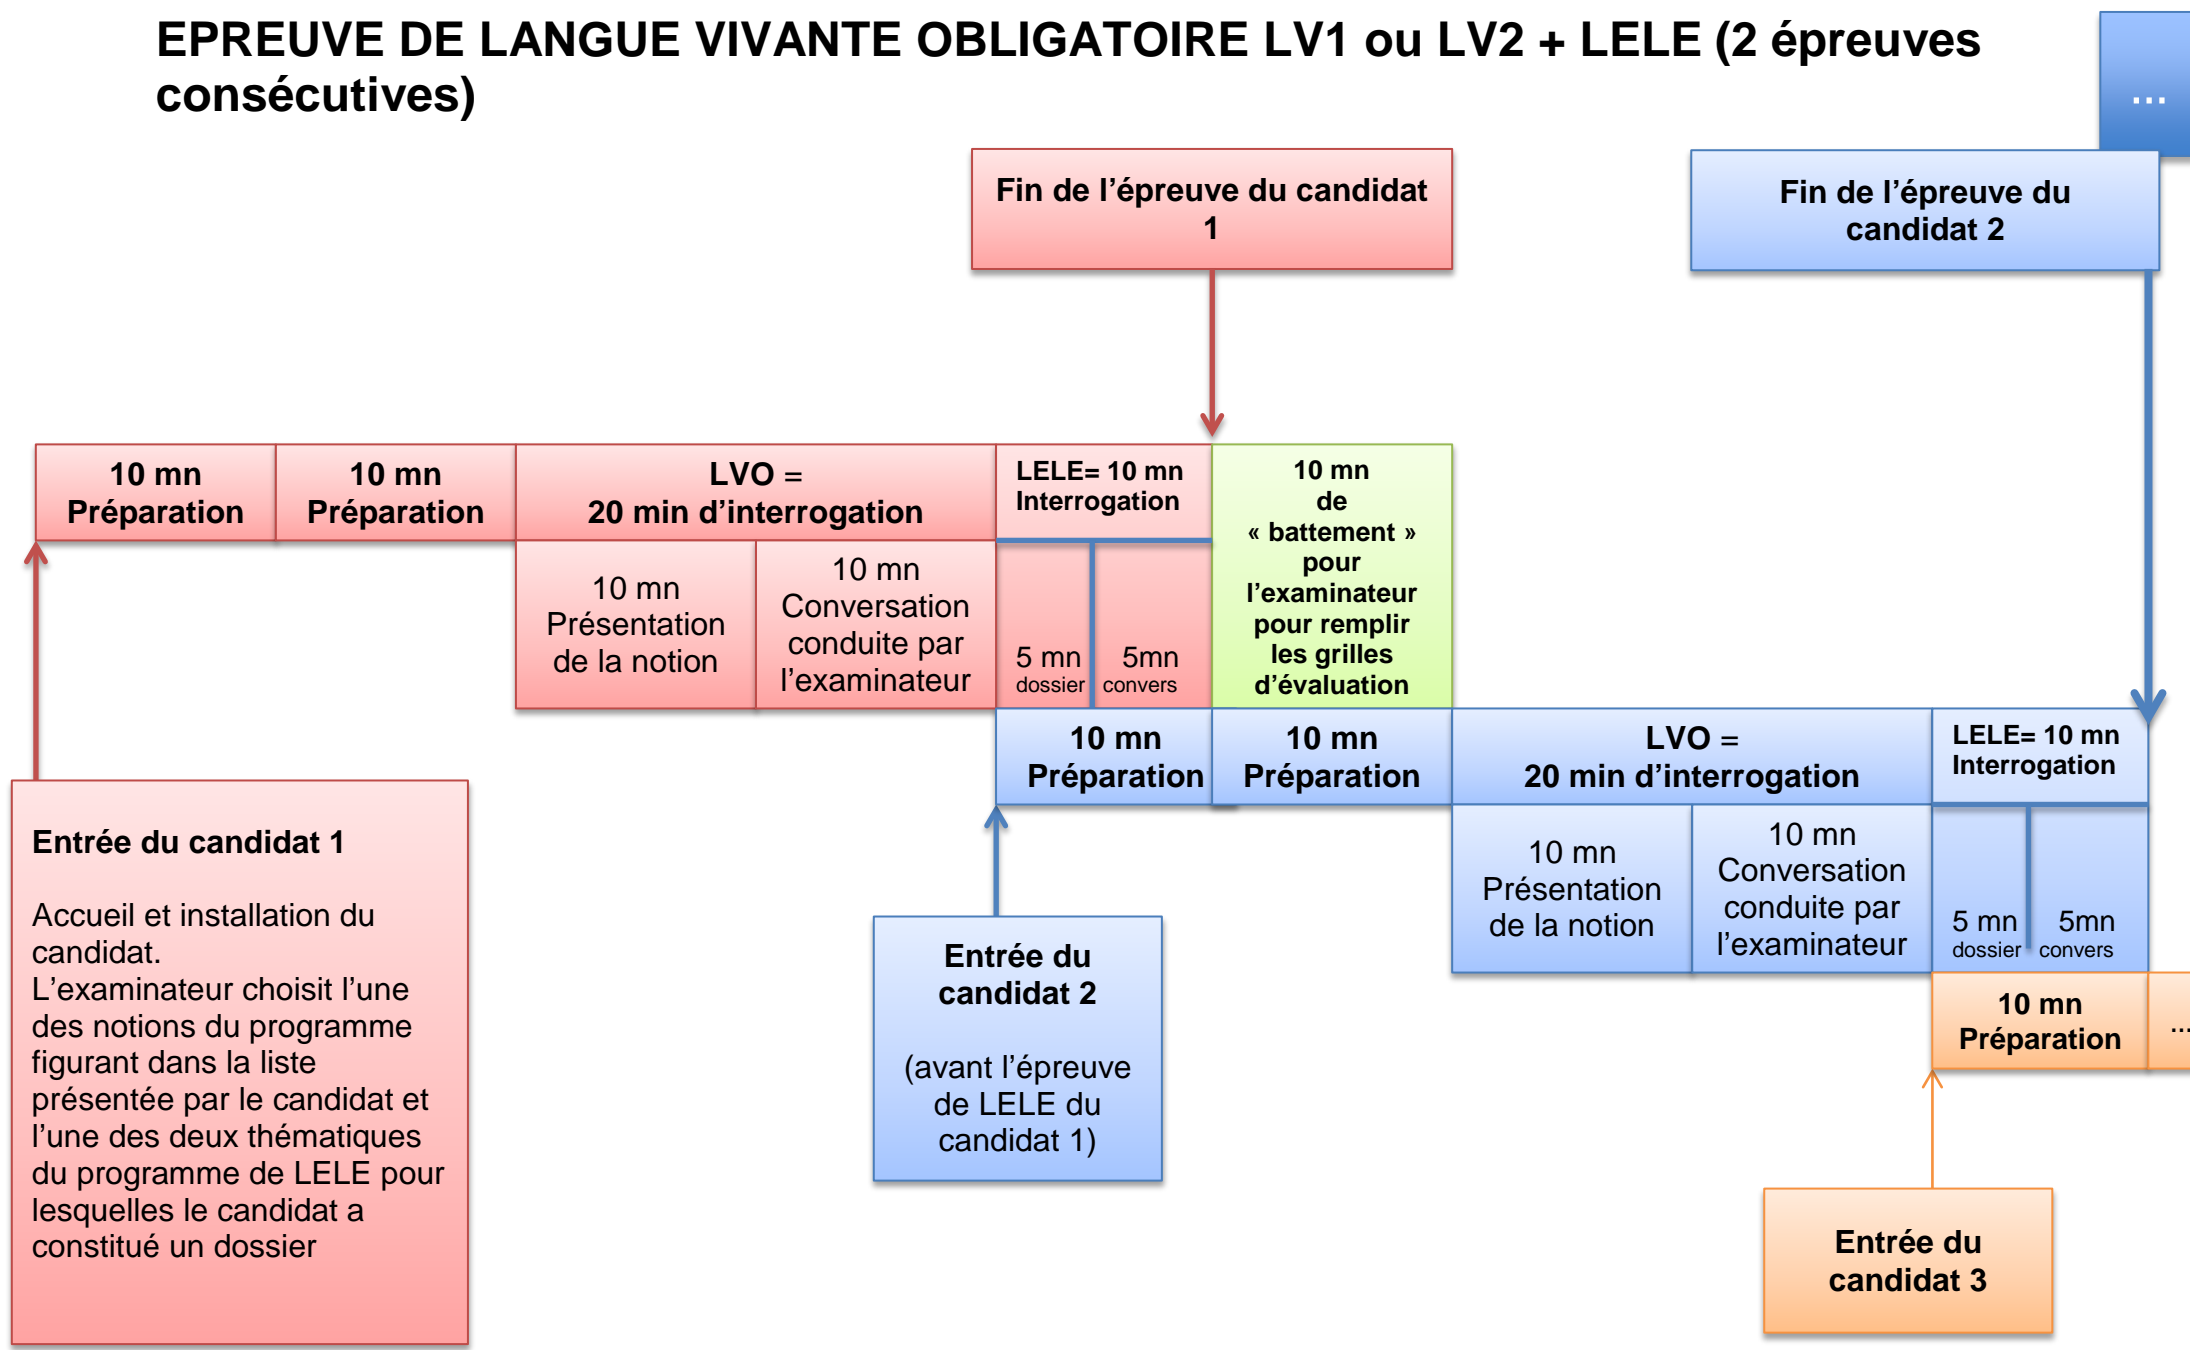 EPREUVE DE LANGUE VIVANTE OBLIGATOIRE LV1 ou LV2 + LELE (2 épreuves
consécutives)
…
Fin de l’épreuve du candidat
1
Fin de l’épreuve du
candidat 2
10 mn
Préparation
10 mn
Préparation
LVO =
20 min d’interrogation
LELE= 10 mn
Interrogation
10 mn
de
« battement »
pour
l’examinateur
pour remplir
les grilles
d’évaluation
10 mn
Présentation
de la notion
10 mn
Conversation
conduite par
l’examinateur
5 mn
dossier
5mn
convers
10 mn
Préparation
10 mn
Préparation
LVO =
20 min d’interrogation
LELE= 10 mn
Interrogation
10 mn
Présentation
de la notion
10 mn
Conversation
conduite par
l’examinateur
5 mn
dossier
5mn
convers
Entrée du candidat 1
Accueil et installation du
candidat.
L’examinateur choisit l’une
des notions du programme
figurant dans la liste
présentée par le candidat et
l’une des deux thématiques
du programme de LELE pour
lesquelles le candidat a
constitué un dossier
Entrée du
candidat 2
(avant l’épreuve
de LELE du
candidat 1)
10 mn
Préparation
…
Entrée du
candidat 3